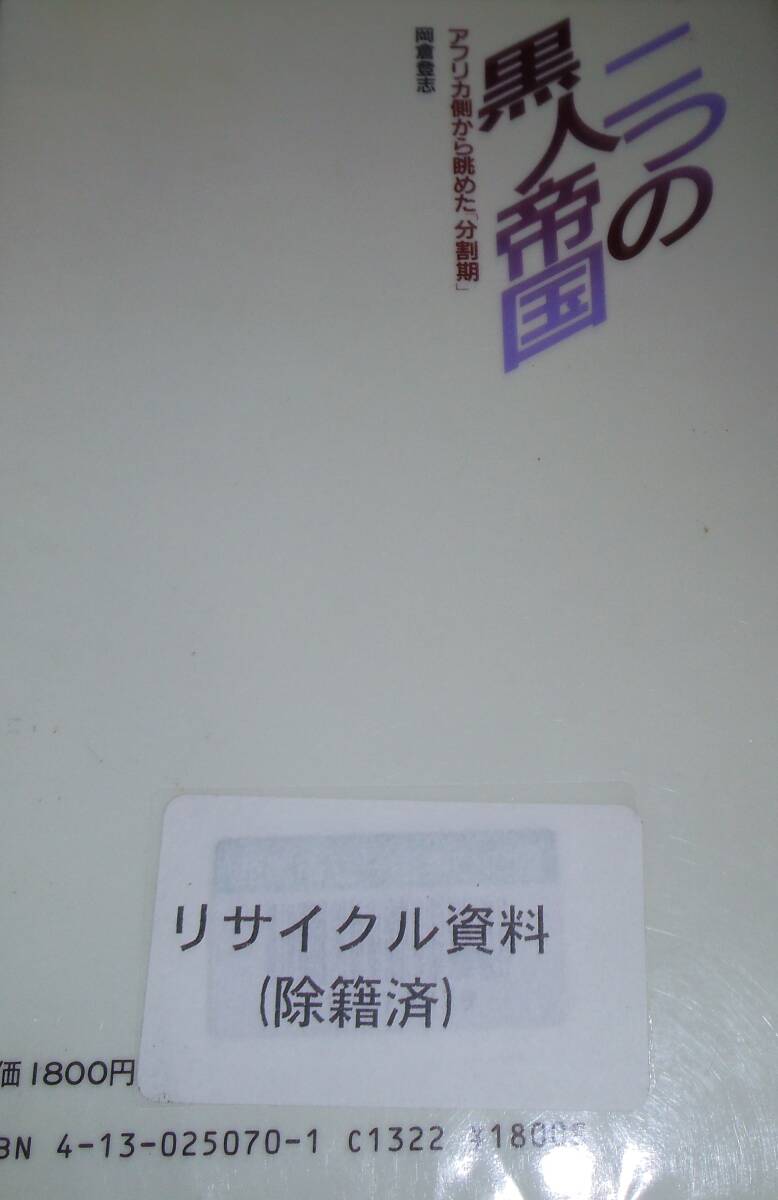 二つの
黒人帝国
アフリカ側から眺めた「分割期」
岡倉登志
リサイクル資料
(除籍済)
価1800円
BN 4-13-025070-1 C1322 ¥1800E